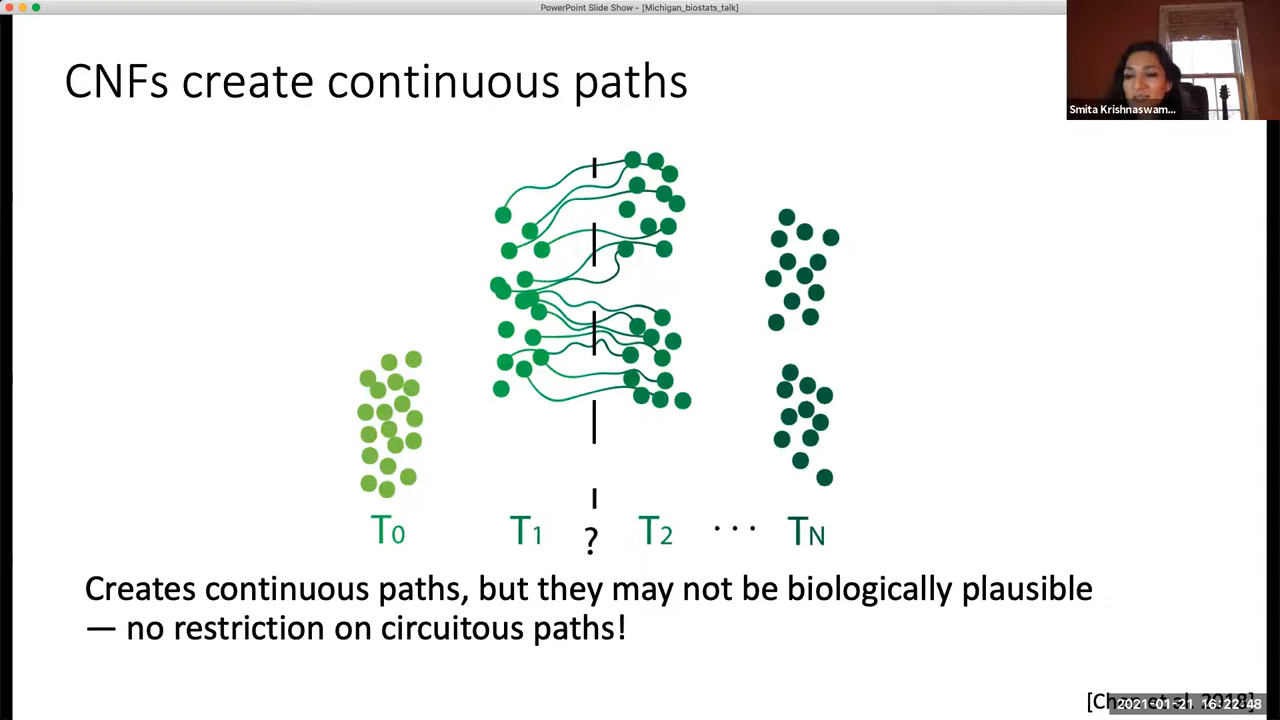 PowerPoint Slide Show - [Michigan_biostats_talk]
CNFs create continuous paths
Smita Krishnaswam...
T0 T1 ? T2 ... TN
Creates continuous paths, but they may not be biologically plausible
— no restriction on circuitous paths!
2021-01-21 16:22:48